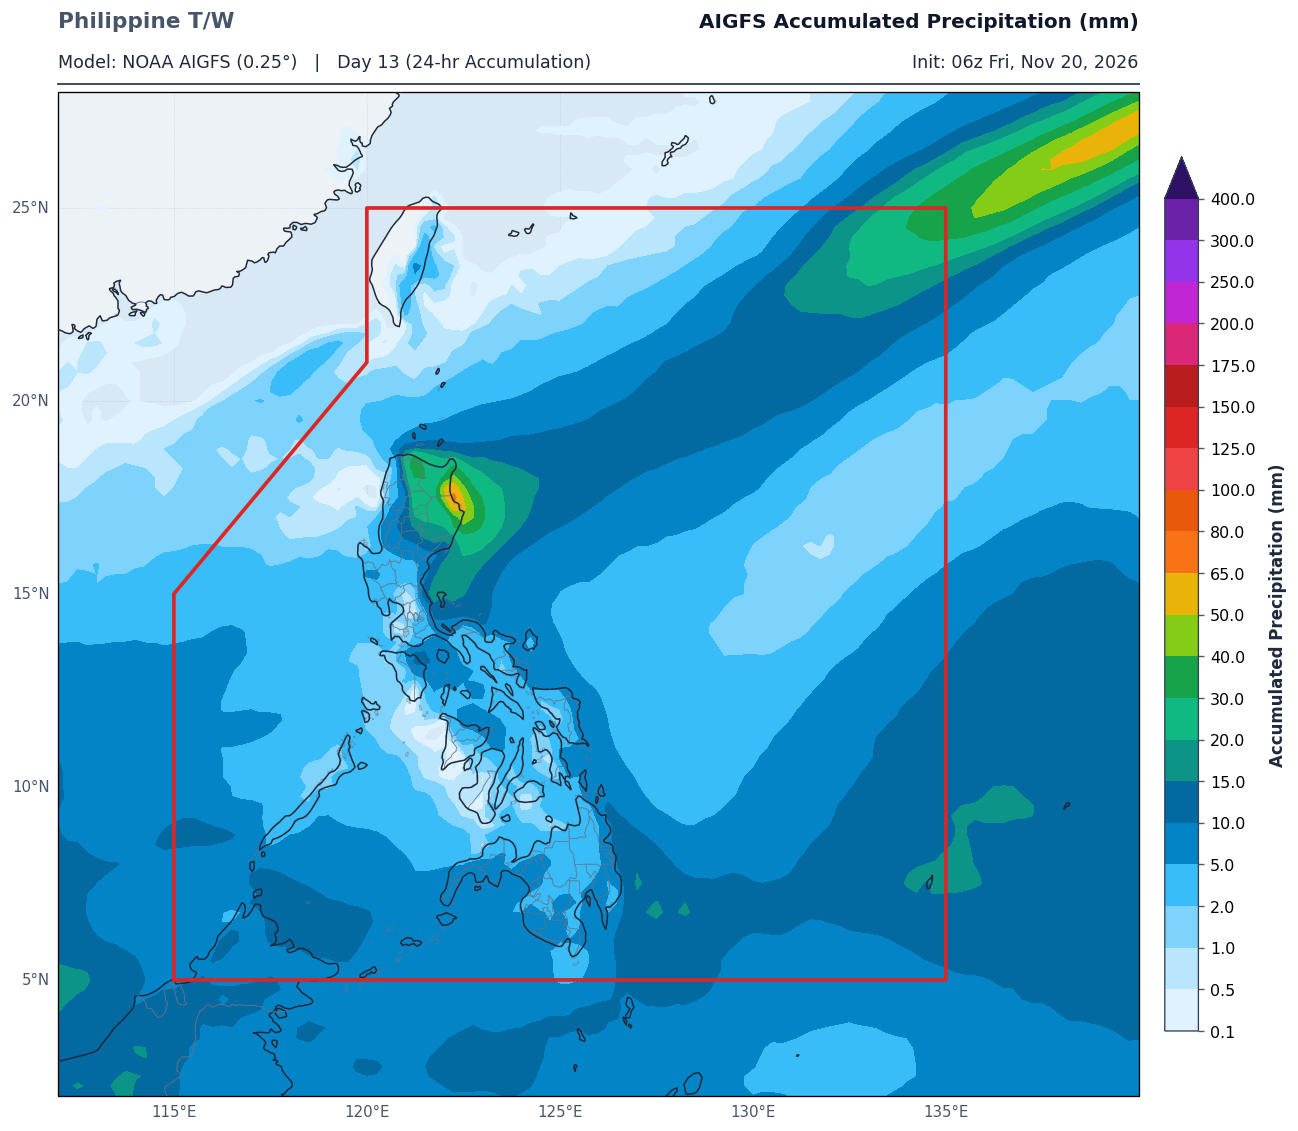 Philippine T/W
AIGFS Accumulated Precipitation (mm)
Model: NOAA AIGFS (0.25°)   |   Day 13 (24-hr Accumulation)
Init: 06z Fri, Nov 20, 2026
25°N
20°N
15°N
10°N
5°N
115°E
120°E
125°E
130°E
135°E
400.0
300.0
250.0
200.0
175.0
150.0
125.0
100.0
80.0
65.0
50.0
40.0
30.0
20.0
15.0
10.0
5.0
2.0
1.0
0.5
0.1
Accumulated Precipitation (mm)